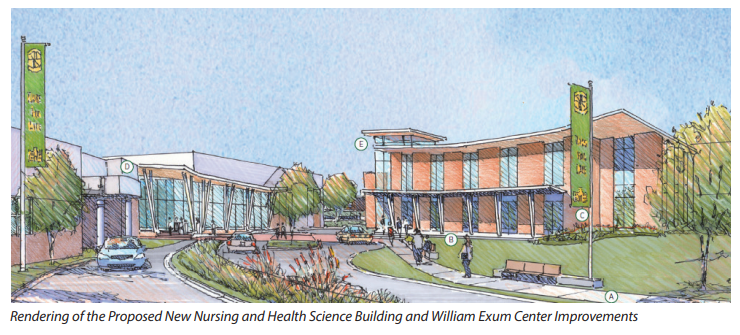 D
E
C
B
A
Rendering of the Proposed New Nursing and Health Science Building and William Exum Center Improvements